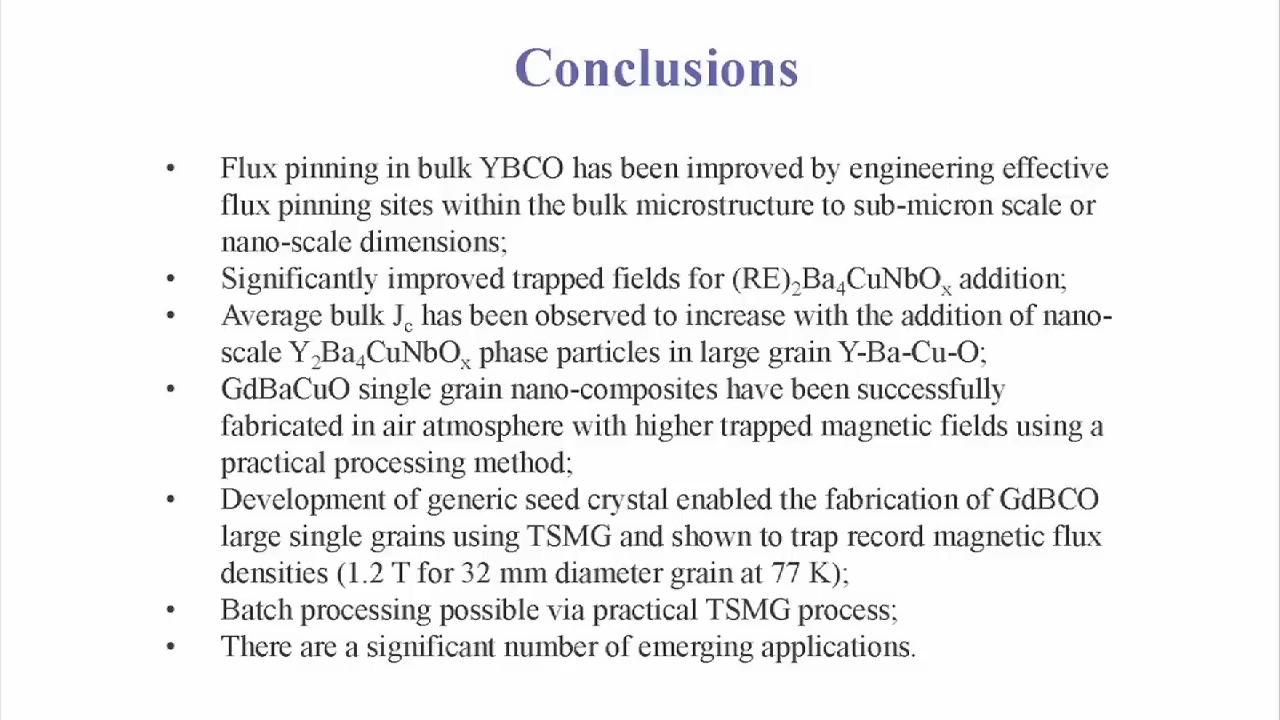 Conclusions
• Flux pinning in bulk YBCO has been improved by engineering effective
flux pinning sites within the bulk microstructure to sub-micron scale or
nano-scale dimensions;
• Significantly improved trapped fields for (RE)₂Ba₄CuNbOₓ addition;
• Average bulk J꜀ has been observed to increase with the addition of nano-
scale Y₂Ba₄CuNbOₓ phase particles in large grain Y-Ba-Cu-O;
• GdBaCuO single grain nano-composites have been successfully
fabricated in air atmosphere with higher trapped magnetic fields using a
practical processing method;
• Development of generic seed crystal enabled the fabrication of GdBCO
large single grains using TSMG and shown to trap record magnetic flux
densities (1.2 T for 32 mm diameter grain at 77 K);
• Batch processing possible via practical TSMG process;
• There are a significant number of emerging applications.